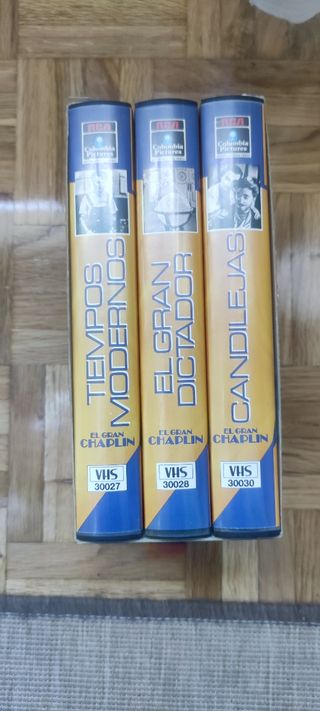 RCA
Columbia
Pictures
TIEMPOS
MODERNOS
EL GRAN
CHAPLIN
VHS
30027
RCA
Columbia
Pictures
EL GRAN
DICTADOR
EL GRAN
CHAPLIN
VHS
30028
RCA
Columbia
Pictures
CANDILEJAS
EL GRAN
CHAPLIN
VHS
30030